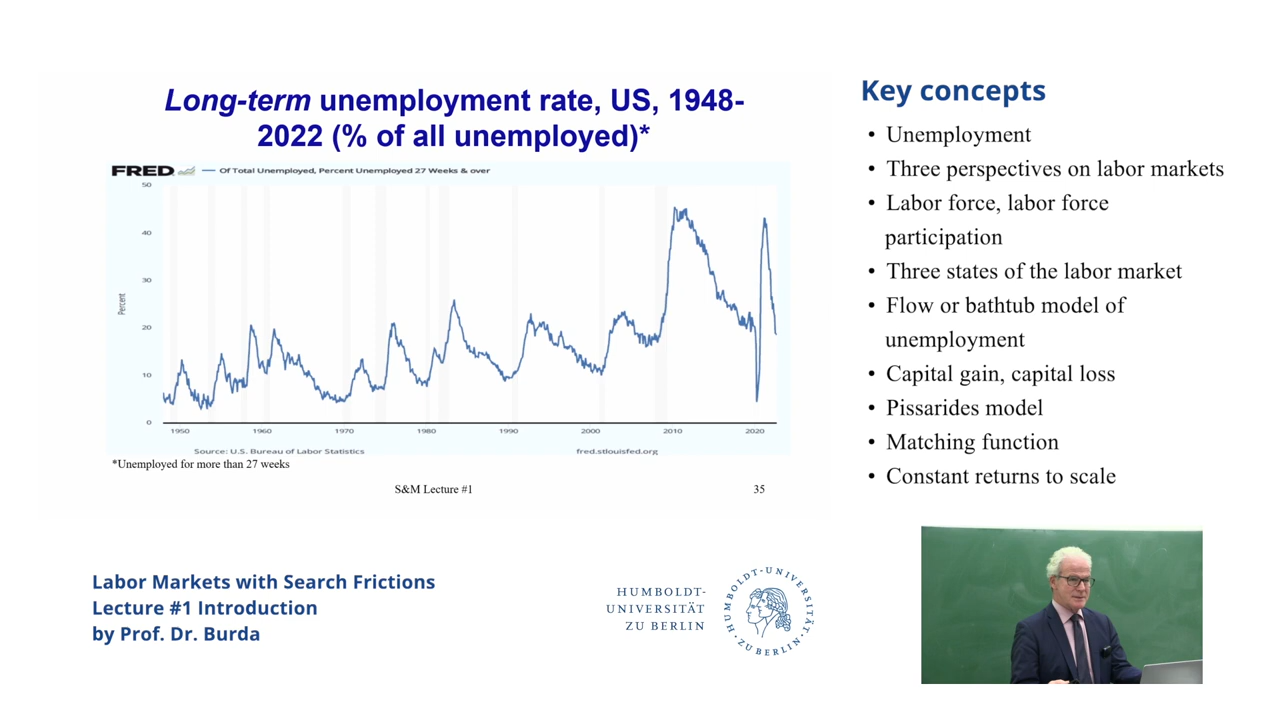 Long-term unemployment rate, US, 1948-
2022 (% of all unemployed)*
FRED
Of Total Unemployed, Percent Unemployed 27 Weeks & over
50
40
30
20
10
0
Percent
1950 1960 1970 1980 1990 2000 2010 2020
Source: U.S. Bureau of Labor Statistics
fred.stlouisfed.org
*Unemployed for more than 27 weeks
S&M Lecture #1
35
Key concepts
• Unemployment
• Three perspectives on labor markets
• Labor force, labor force
participation
• Three states of the labor market
• Flow or bathtub model of
unemployment
• Capital gain, capital loss
• Pissarides model
• Matching function
• Constant returns to scale
Labor Markets with Search Frictions
Lecture #1 Introduction
by Prof. Dr. Burda
HUMBOLDT-
UNIVERSITÄT
ZU BERLIN
HUMBOLDT-UNIVERSITÄT
·ZU BERLIN·